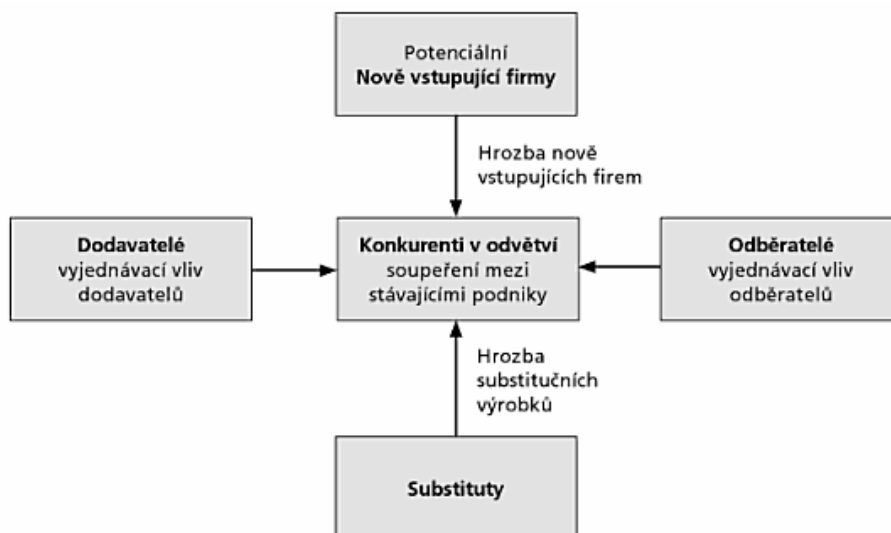 Potenciální
Nově vstupující firmy
Hrozba nově
vstupujících firem
Dodavatelé
vyjednávací vliv
dodavatelů
Konkurenti v odvětví
soupeření mezi
stávajícími podniky
Odběratelé
vyjednávací vliv
odběratelů
Hrozba
substitučních
výrobků
Substituty